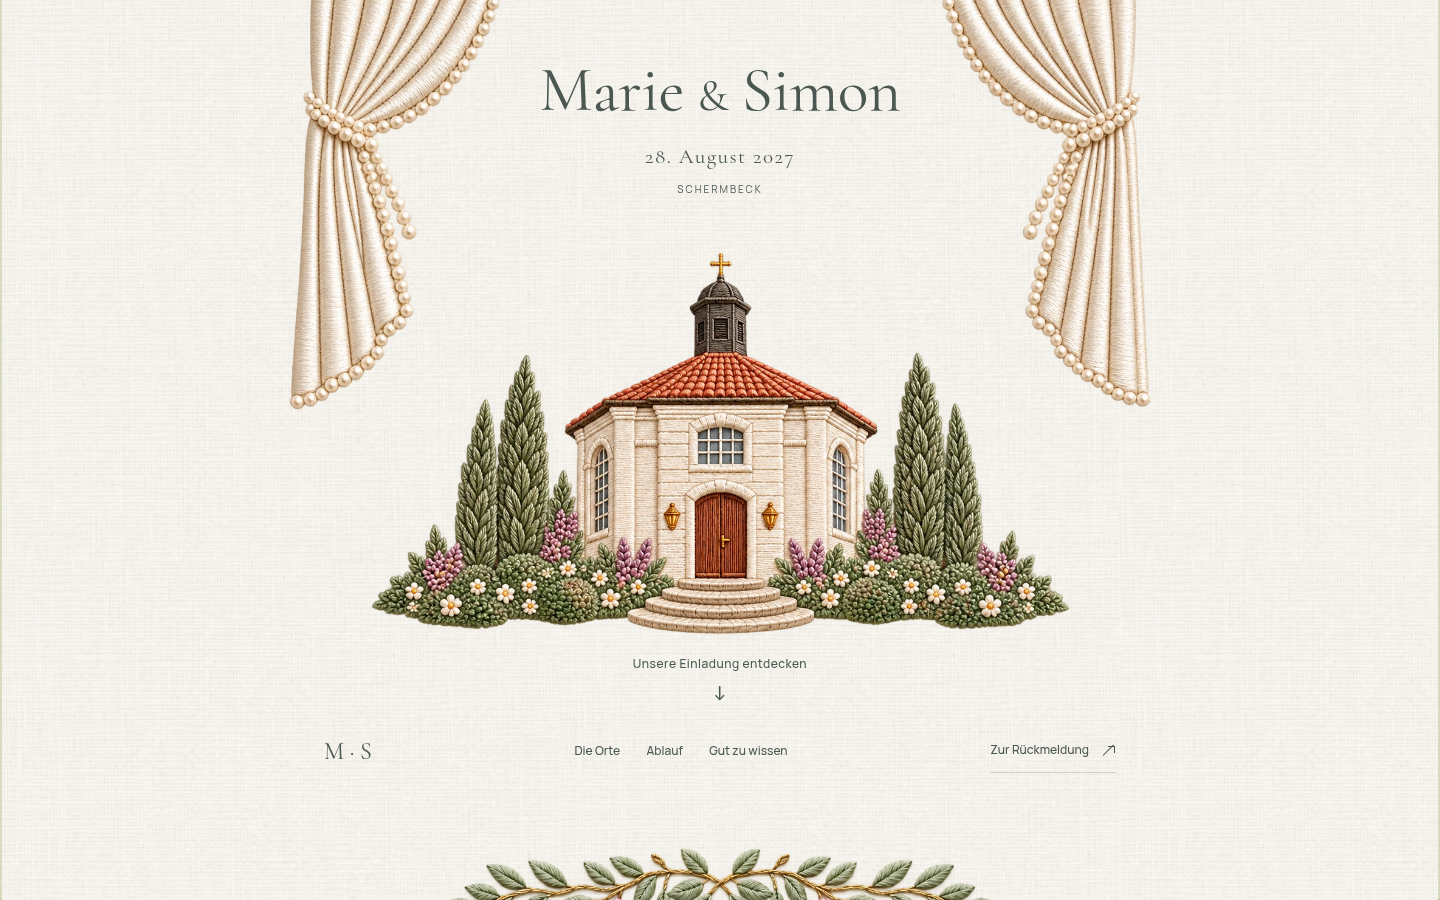 Marie & Simon
28. August 2027
SCHERMBECK
Unsere Einladung entdecken
↓
M · S
Die Orte
Ablauf
Gut zu wissen
Zur Rückmeldung ↗